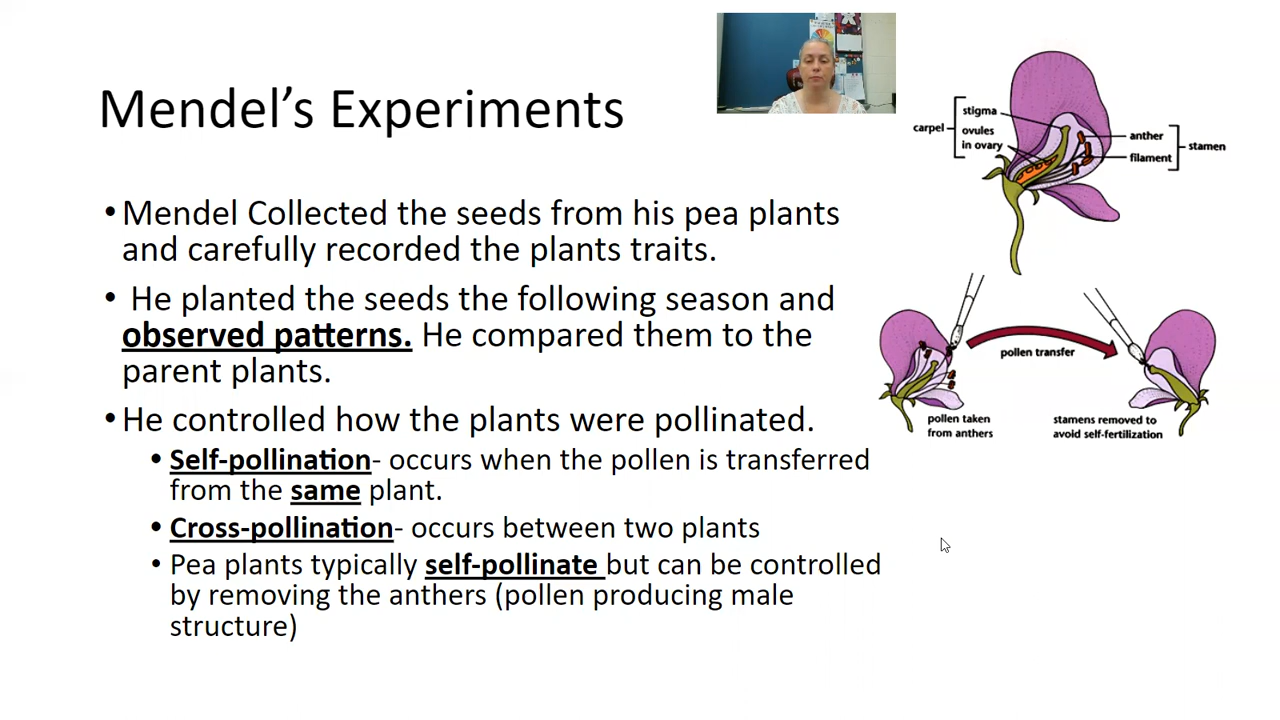 Mendel’s Experiments
• Mendel Collected the seeds from his pea plants
and carefully recorded the plants traits.
• He planted the seeds the following season and
observed patterns. He compared them to the
parent plants.
• He controlled how the plants were pollinated.
• Self-pollination- occurs when the pollen is transferred
from the same plant.
• Cross-pollination- occurs between two plants
• Pea plants typically self-pollinate but can be controlled
by removing the anthers (pollen producing male
structure)
carpel
stigma
ovules
in ovary
anther
filament
stamen
pollen transfer
pollen taken
from anthers
stamens removed to
avoid self-fertilization